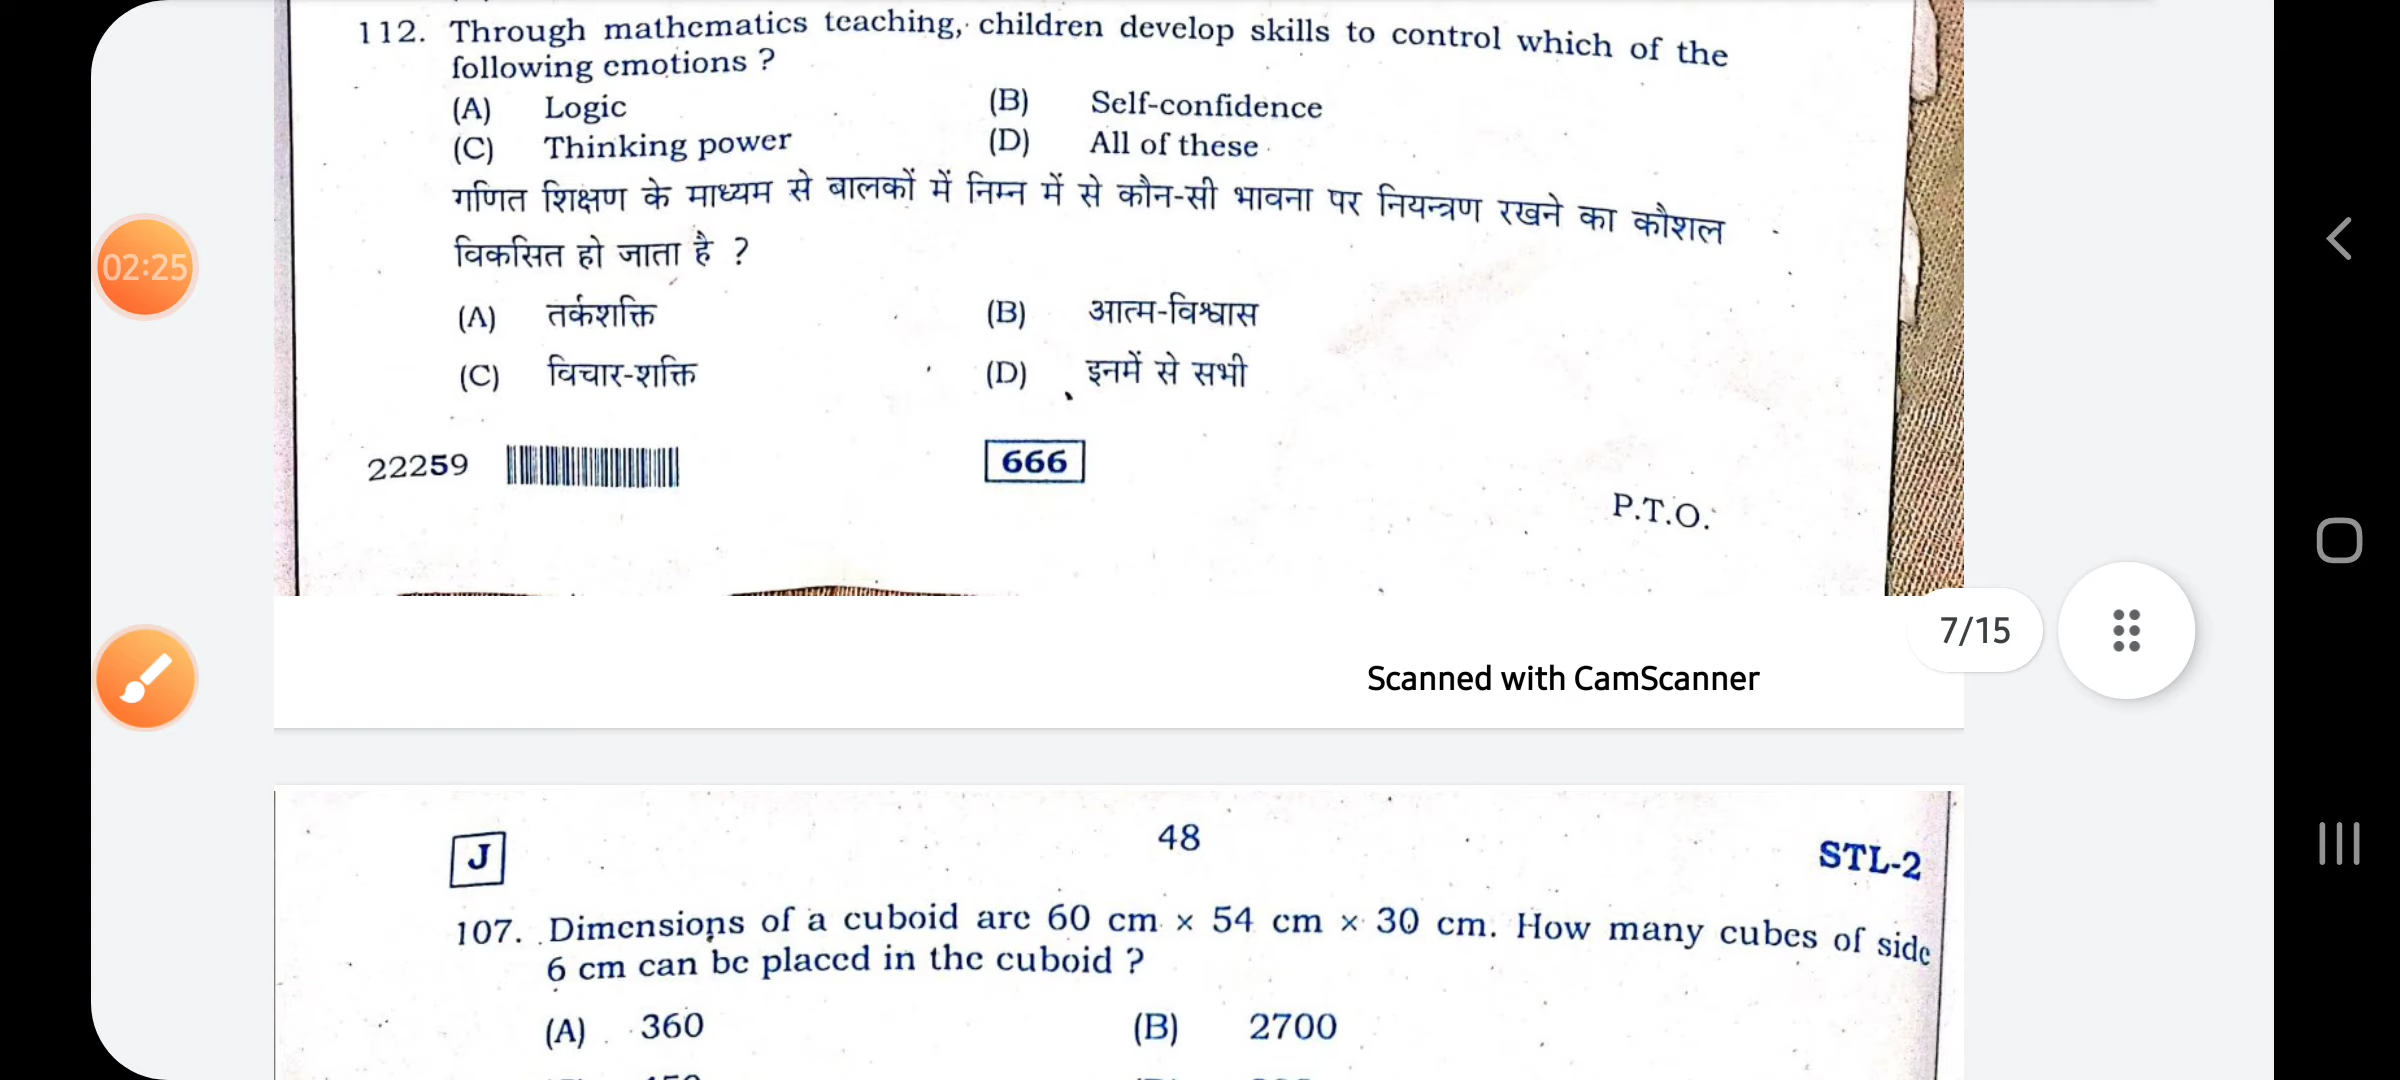 112. Through mathematics teaching, children develop skills to control which of the
following emotions ?
(A) Logic (B) Self-confidence
(C) Thinking power (D) All of these
गणित शिक्षण के माध्यम से बालकों में निम्न में से कौन-सी भावना पर नियन्त्रण रखने का कौशल
विकसित हो जाता है ?
(A) तर्कशक्ति (B) आत्म-विश्वास
(C) विचार-शक्ति (D) इनमें से सभी
22259 666
P.T.O.
02:25
7/15
Scanned with CamScanner
J 48 STL-2
107. Dimensions of a cuboid are 60 cm × 54 cm × 30 cm. How many cubes of side
6 cm can be placed in the cuboid ?
(A) 360 (B) 2700